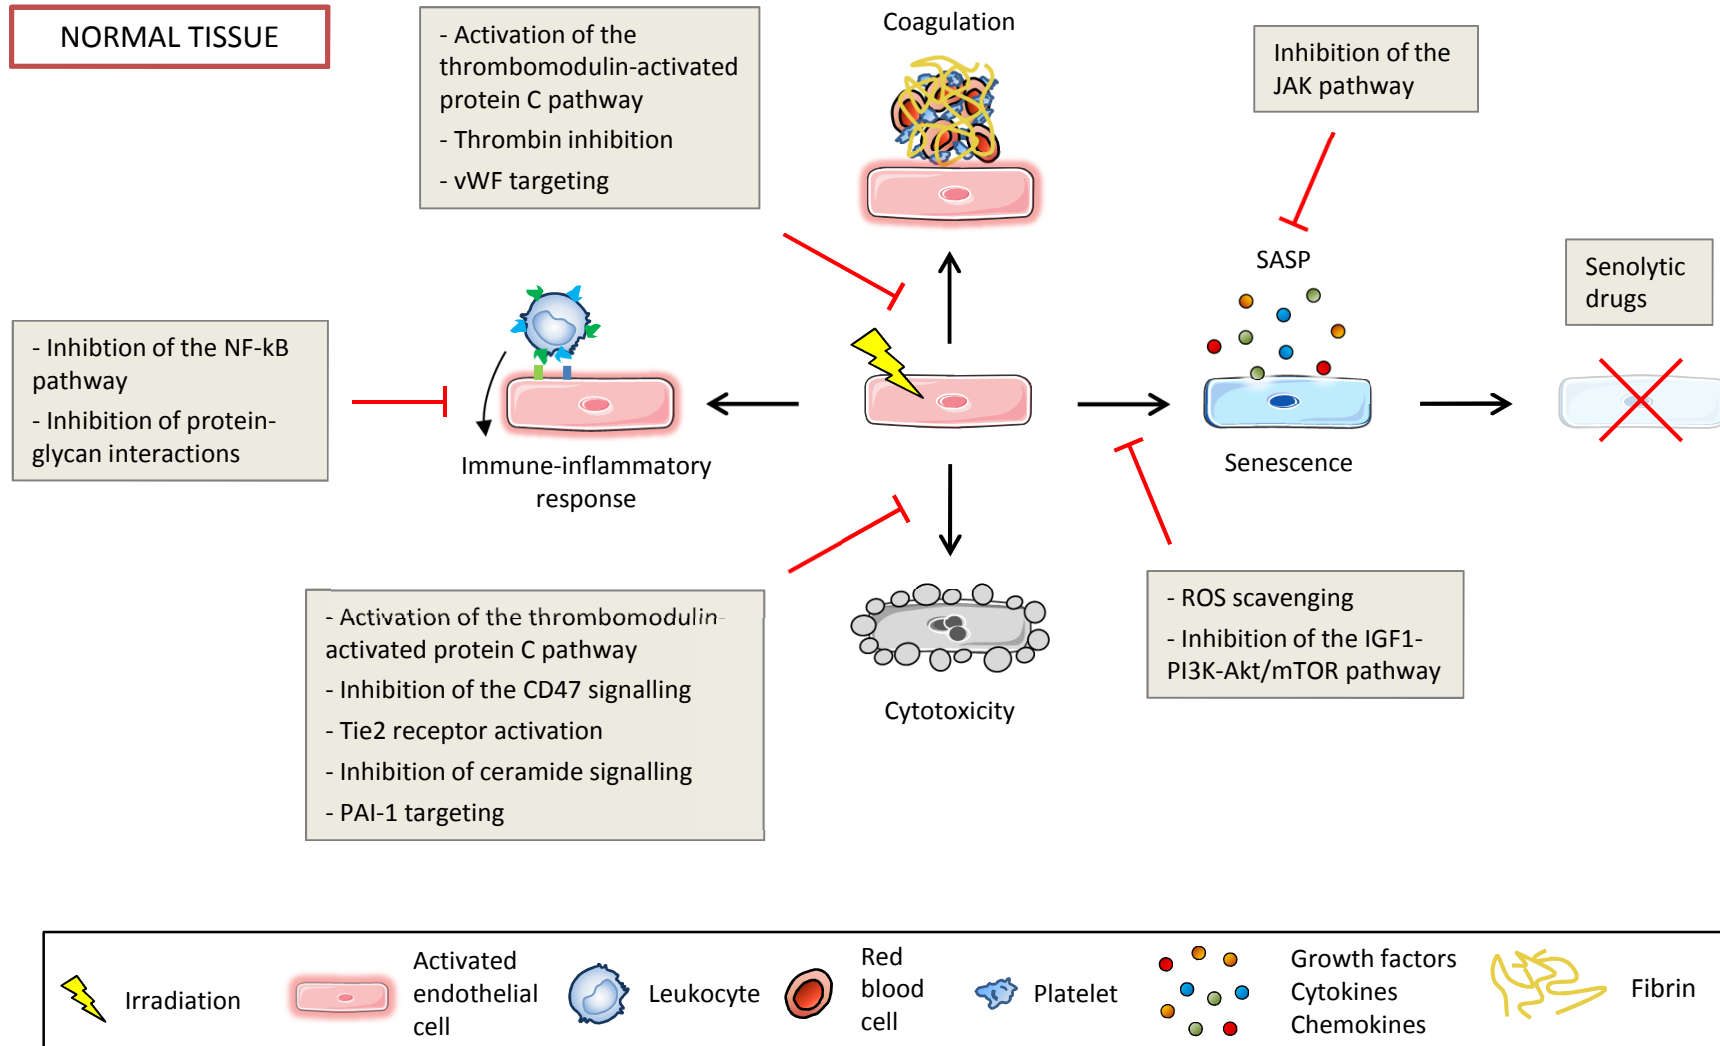 NORMAL TISSUE
- Activation of the
thrombomodulin-activated
protein C pathway
- Thrombin inhibition
- vWF targeting
Coagulation
Inhibition of the
JAK pathway
SASP
Senolytic
drugs
- Inhibtion of the NF-kB
pathway
- Inhibition of protein-
glycan interactions
Immune-inflammatory
response
Senescence
- Activation of the thrombomodulin-
activated protein C pathway
- Inhibition of the CD47 signalling
- Tie2 receptor activation
- Inhibition of ceramide signalling
- PAI-1 targeting
Cytotoxicity
- ROS scavenging
- Inhibition of the IGF1-
PI3K-Akt/mTOR pathway
Irradiation
Activated
endothelial
cell
Leukocyte
Red
blood
cell
Platelet
Growth factors
Cytokines
Chemokines
Fibrin